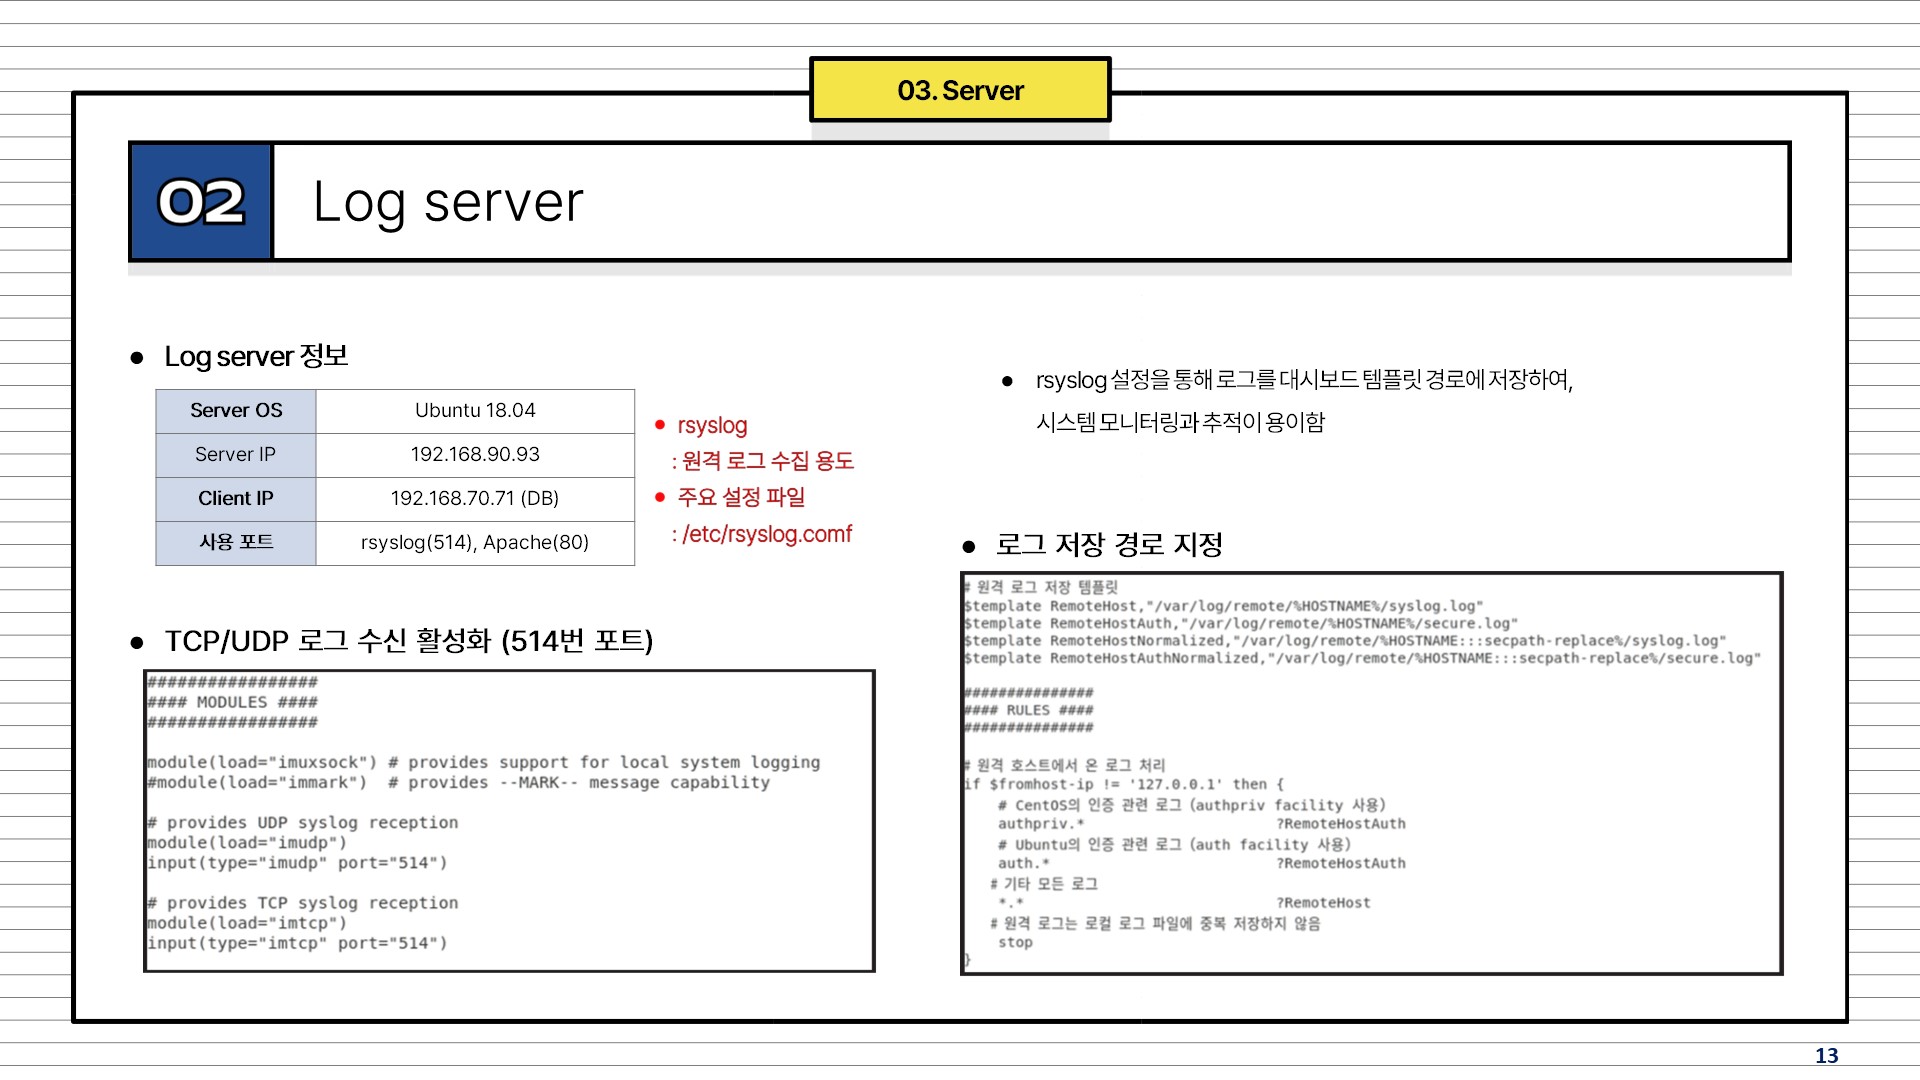 03. Server
02
Log server
● Log server 정보
Server OS Ubuntu 18.04
Server IP 192.168.90.93
Client IP 192.168.70.71 (DB)
사용 포트 rsyslog(514), Apache(80)
● rsyslog
: 원격 로그 수집 용도
● 주요 설정 파일
: /etc/rsyslog.comf
● TCP/UDP 로그 수신 활성화 (514번 포트)
#################
#### MODULES ####
#################
module(load="imuxsock") # provides support for local system logging
#module(load="immark")  # provides --MARK-- message capability
# provides UDP syslog reception
module(load="imudp")
input(type="imudp" port="514")
# provides TCP syslog reception
module(load="imtcp")
input(type="imtcp" port="514")
● rsyslog 설정을 통해 로그를 대시보드 템플릿 경로에 저장하여,
시스템 모니터링과 추적이 용이함
● 로그 저장 경로 지정
# 원격 로그 저장 템플릿
$template RemoteHost,"/var/log/remote/%HOSTNAME%/syslog.log"
$template RemoteHostAuth,"/var/log/remote/%HOSTNAME%/secure.log"
$template RemoteHostNormalized,"/var/log/remote/%HOSTNAME:::secpath-replace%/syslog.log"
$template RemoteHostAuthNormalized,"/var/log/remote/%HOSTNAME:::secpath-replace%/secure.log"
###############
#### RULES ####
###############
# 원격 호스트에서 온 로그 처리
if $fromhost-ip != '127.0.0.1' then {
# CentOS의 인증 관련 로그 (authpriv facility 사용)
authpriv.* ?RemoteHostAuth
# Ubuntu의 인증 관련 로그 (auth facility 사용)
auth.* ?RemoteHostAuth
# 기타 모든 로그
*.* ?RemoteHost
# 원격 로그는 로컬 로그 파일에 중복 저장하지 않음
stop
}
13